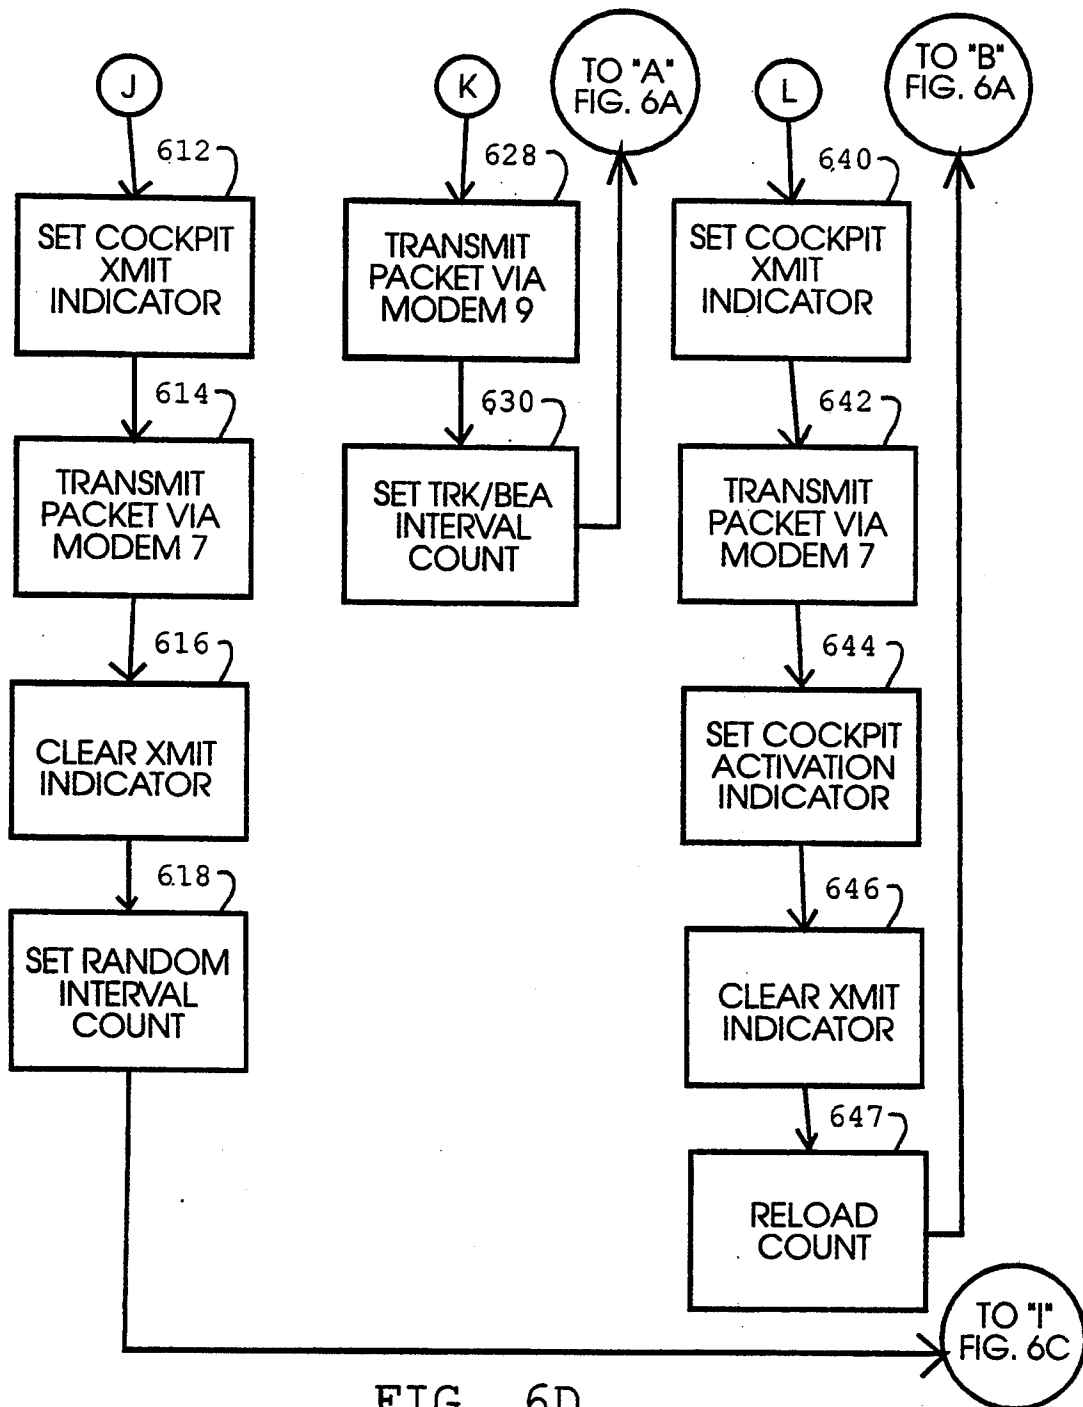 J
612
SET COCKPIT
XMIT
INDICATOR
614
TRANSMIT
PACKET VIA
MODEM 7
616
CLEAR XMIT
INDICATOR
618
SET RANDOM
INTERVAL
COUNT
K
628
TRANSMIT
PACKET VIA
MODEM 9
630
SET TRK/BEA
INTERVAL
COUNT
TO "A"
FIG. 6A
L
640
SET COCKPIT
XMIT
INDICATOR
642
TRANSMIT
PACKET VIA
MODEM 7
644
SET COCKPIT
ACTIVATION
INDICATOR
646
CLEAR XMIT
INDICATOR
647
RELOAD
COUNT
TO "B"
FIG. 6A
TO "I"
FIG. 6C
FIG. 6D